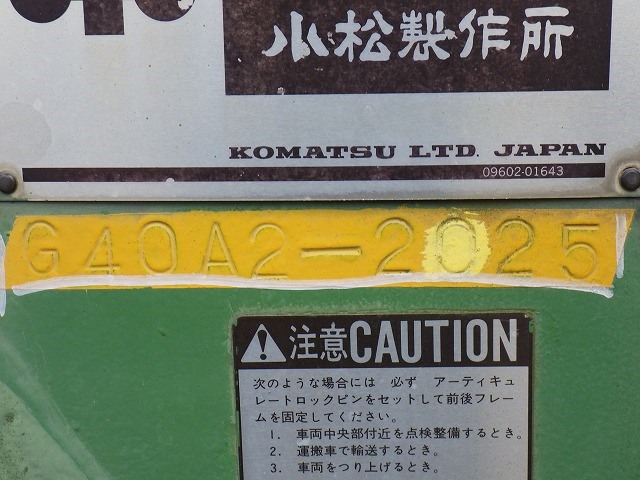 小松製作所
KOMATSU LTD. JAPAN
09602-01643
G40A2-2025
注意CAUTION
次のような場合には 必ず アーティキュ
レートロックピンをセットして前後フレー
ムを固定してください。
1. 車両中央部付近を点検整備するとき。
2. 運搬車で輸送するとき。
3. 車両をつり上げるとき。